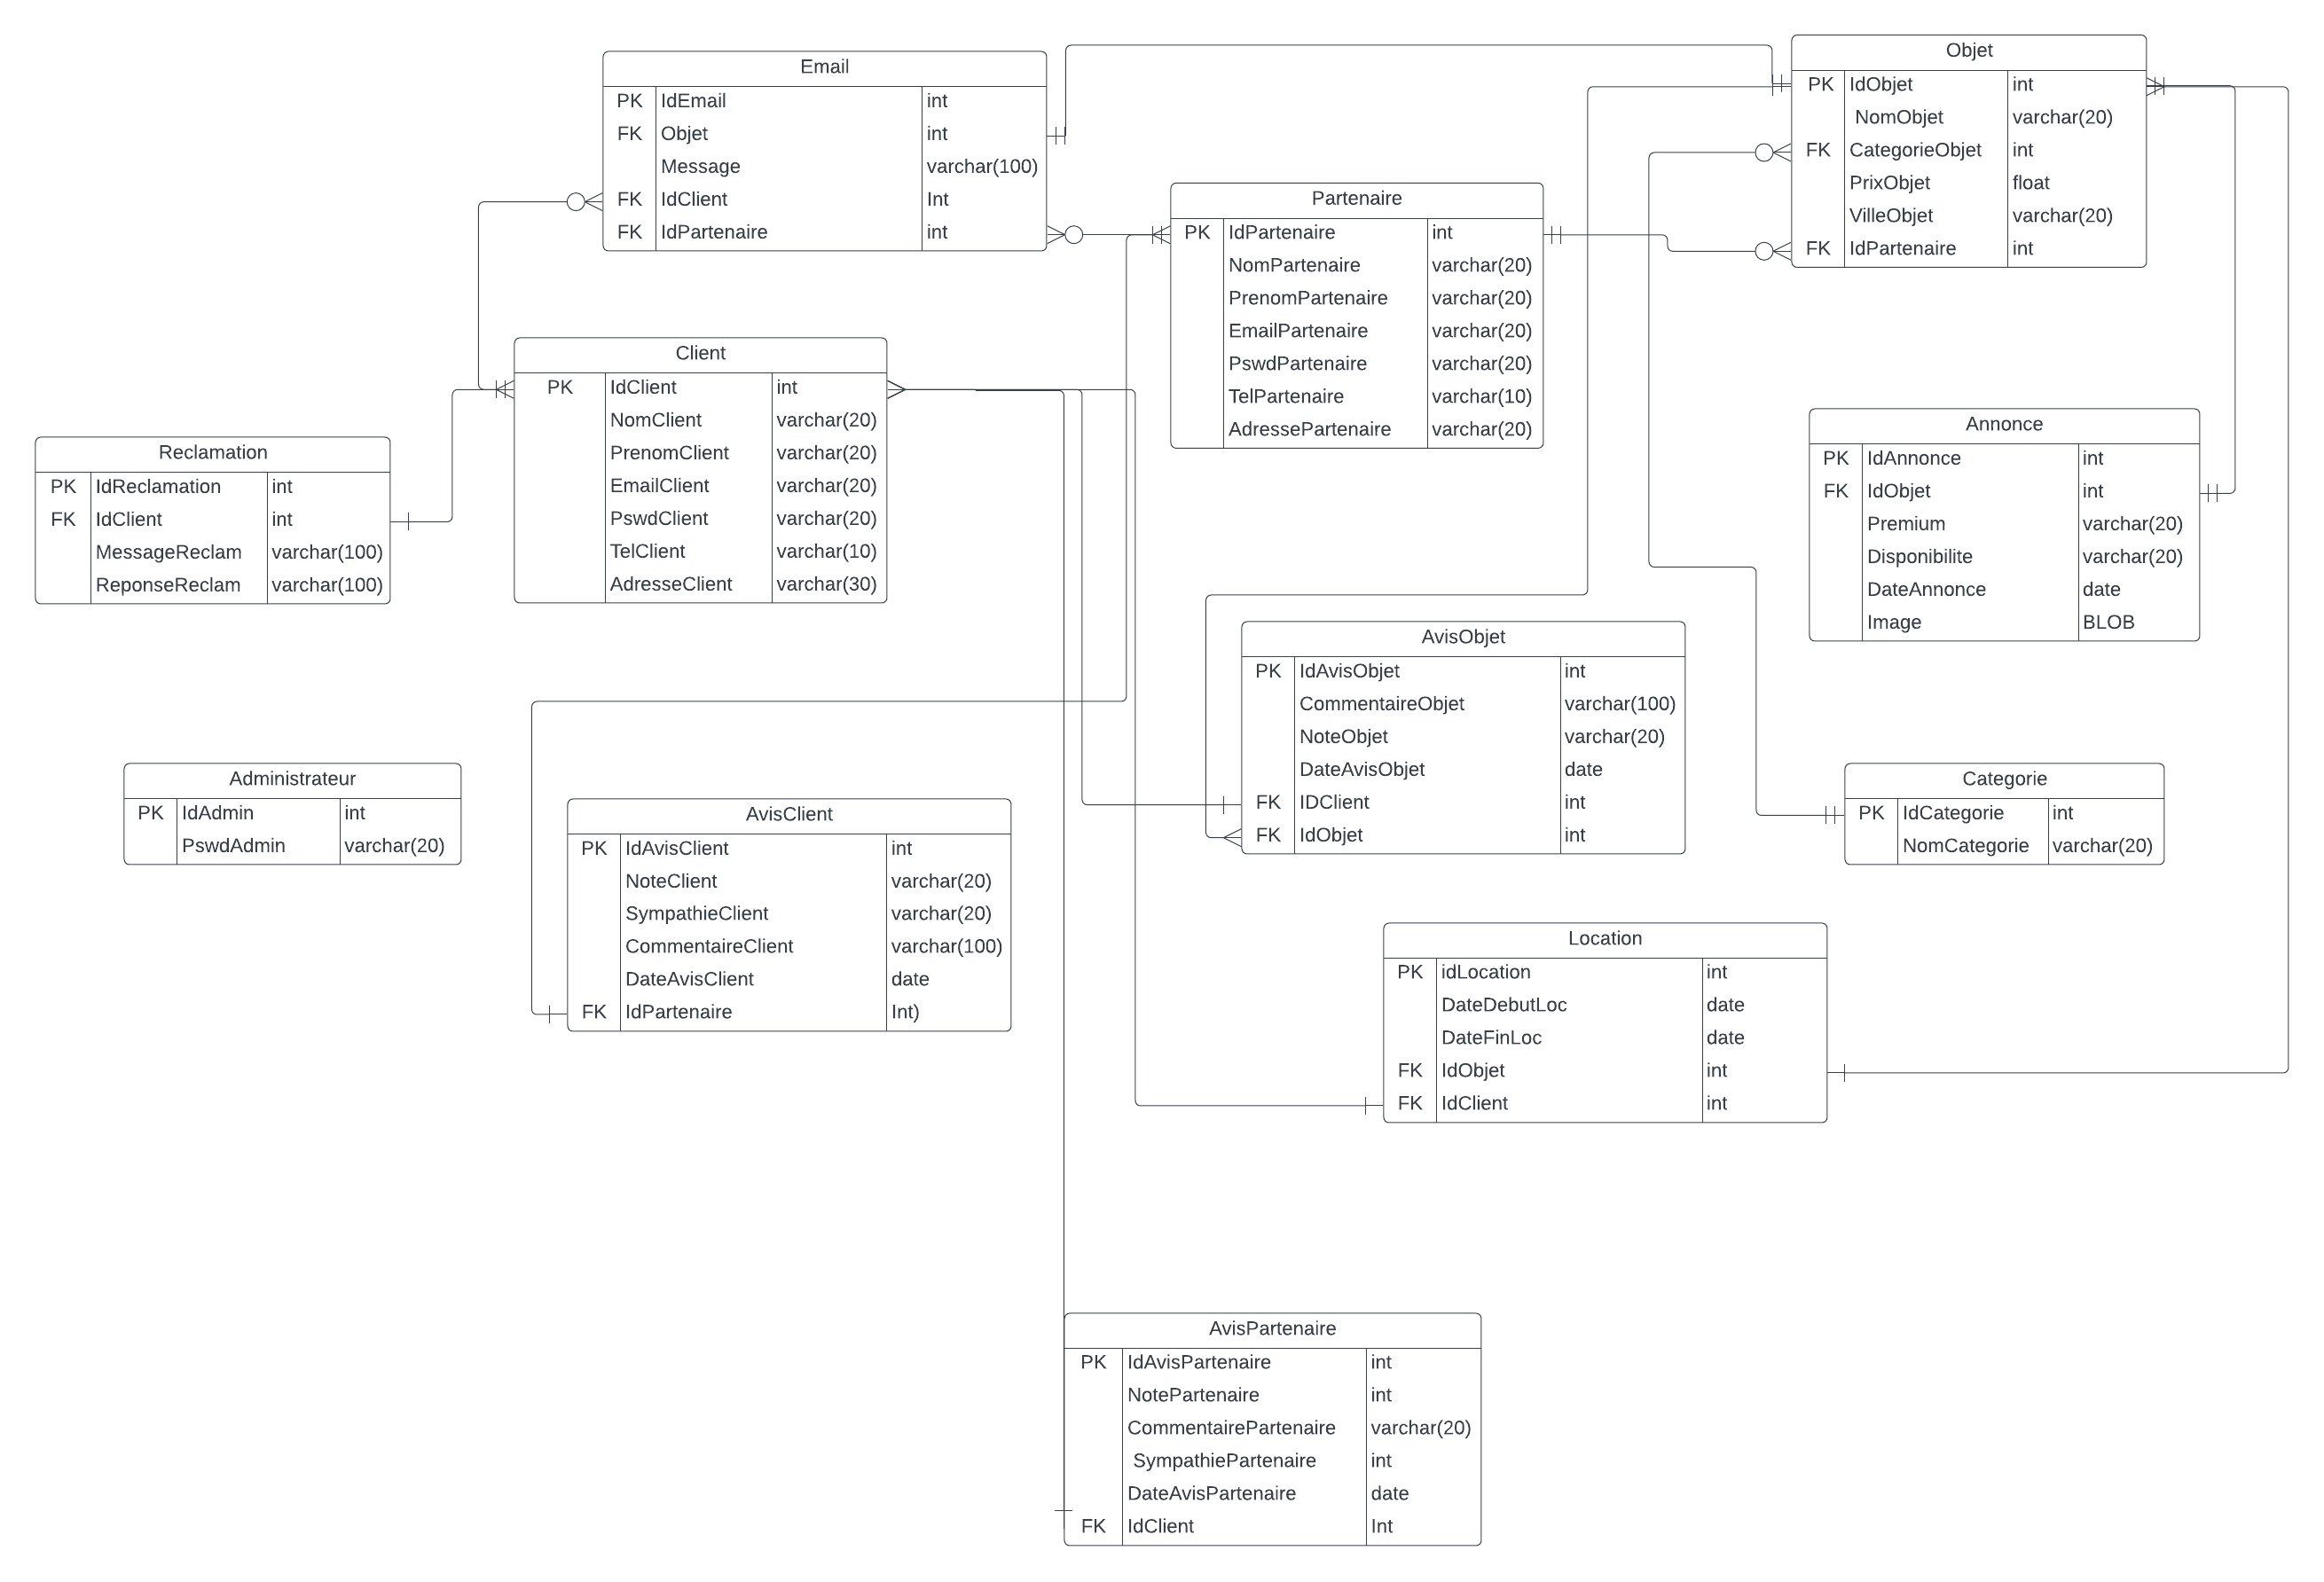 Email
PK IdEmail int
FK Objet int
Message varchar(100)
FK IdClient Int
FK IdPartenaire int
Objet
PK IdObjet int
NomObjet varchar(20)
FK CategorieObjet int
PrixObjet float
VilleObjet varchar(20)
FK IdPartenaire int
Partenaire
PK IdPartenaire int
NomPartenaire varchar(20)
PrenomPartenaire varchar(20)
EmailPartenaire varchar(20)
PswdPartenaire varchar(20)
TelPartenaire varchar(10)
AdressePartenaire varchar(20)
Client
PK IdClient int
NomClient varchar(20)
PrenomClient varchar(20)
EmailClient varchar(20)
PswdClient varchar(20)
TelClient varchar(10)
AdresseClient varchar(30)
Reclamation
PK IdReclamation int
FK IdClient int
MessageReclam varchar(100)
ReponseReclam varchar(100)
Annonce
PK IdAnnonce int
FK IdObjet int
Premium varchar(20)
Disponibilite varchar(20)
DateAnnonce date
Image BLOB
AvisObjet
PK IdAvisObjet int
CommentaireObjet varchar(100)
NoteObjet varchar(20)
DateAvisObjet date
FK IDClient int
FK IdObjet int
Administrateur
PK IdAdmin int
PswdAdmin varchar(20)
AvisClient
PK IdAvisClient int
NoteClient varchar(20)
SympathieClient varchar(20)
CommentaireClient varchar(100)
DateAvisClient date
FK IdPartenaire Int)
Categorie
PK IdCategorie int
NomCategorie varchar(20)
Location
PK idLocation int
DateDebutLoc date
DateFinLoc date
FK IdObjet int
FK IdClient int
AvisPartenaire
PK IdAvisPartenaire int
NotePartenaire int
CommentairePartenaire varchar(20)
SympathiePartenaire int
DateAvisPartenaire date
FK IdClient Int